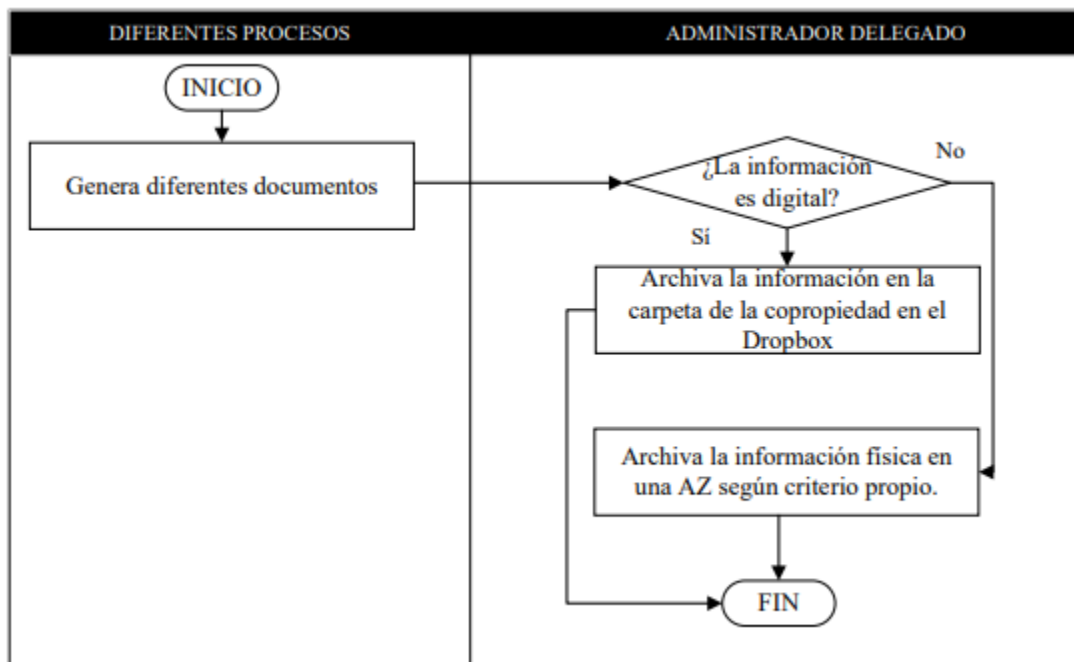 DIFERENTES PROCESOS
ADMINISTRADOR DELEGADO
INICIO
Genera diferentes documentos
¿La información
es digital?
No
Sí
Archiva la información en la
carpeta de la copropiedad en el
Dropbox
Archiva la información física en
una AZ según criterio propio.
FIN